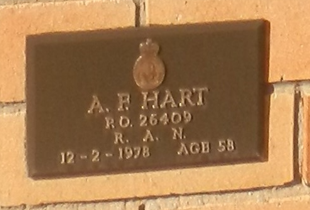 A. F. HART
P.O. 26409
R. A. N.
12 - 2 - 1978 AGE 58